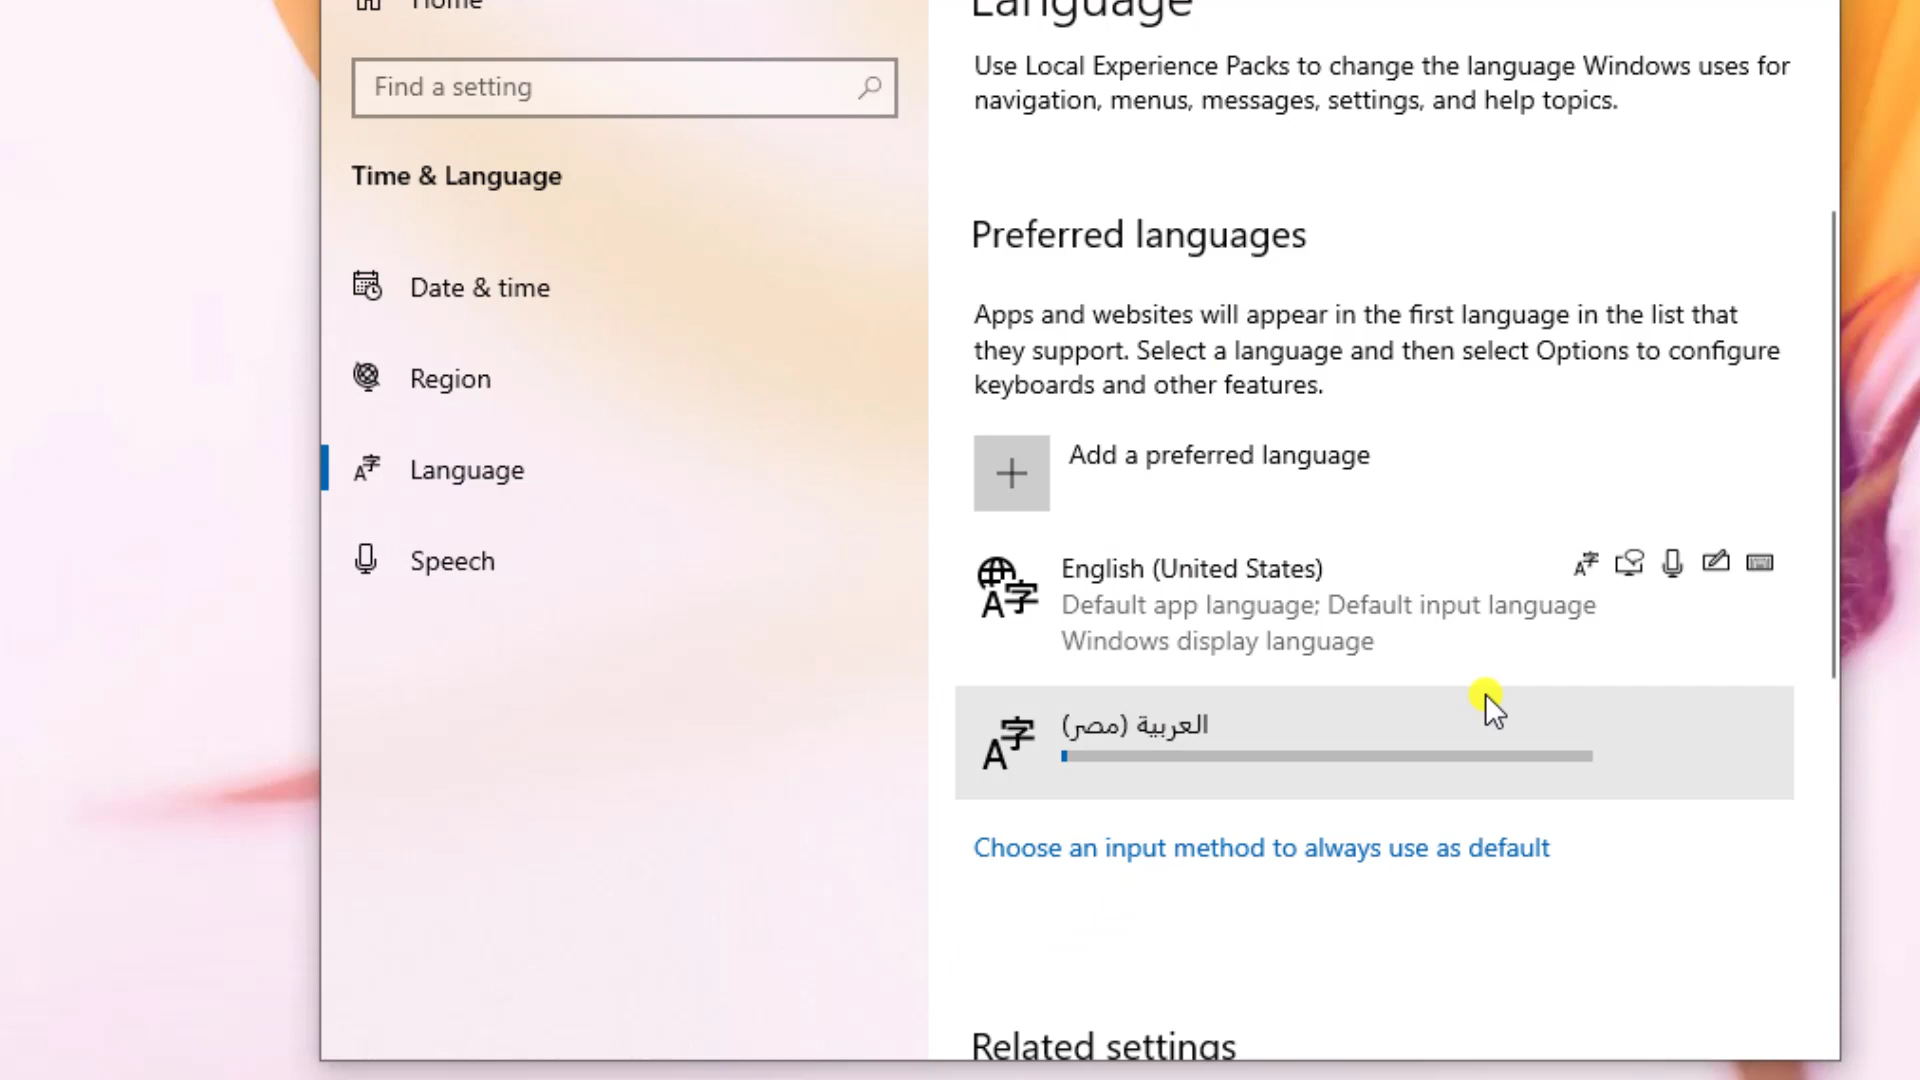 Home
Find a setting
Time & Language
Date & time
Region
Language
Speech
Language
Use Local Experience Packs to change the language Windows uses for
navigation, menus, messages, settings, and help topics.
Preferred languages
Apps and websites will appear in the first language in the list that
they support. Select a language and then select Options to configure
keyboards and other features.
Add a preferred language
English (United States)
Default app language; Default input language
Windows display language
العربية (مصر)
Choose an input method to always use as default
Related settings